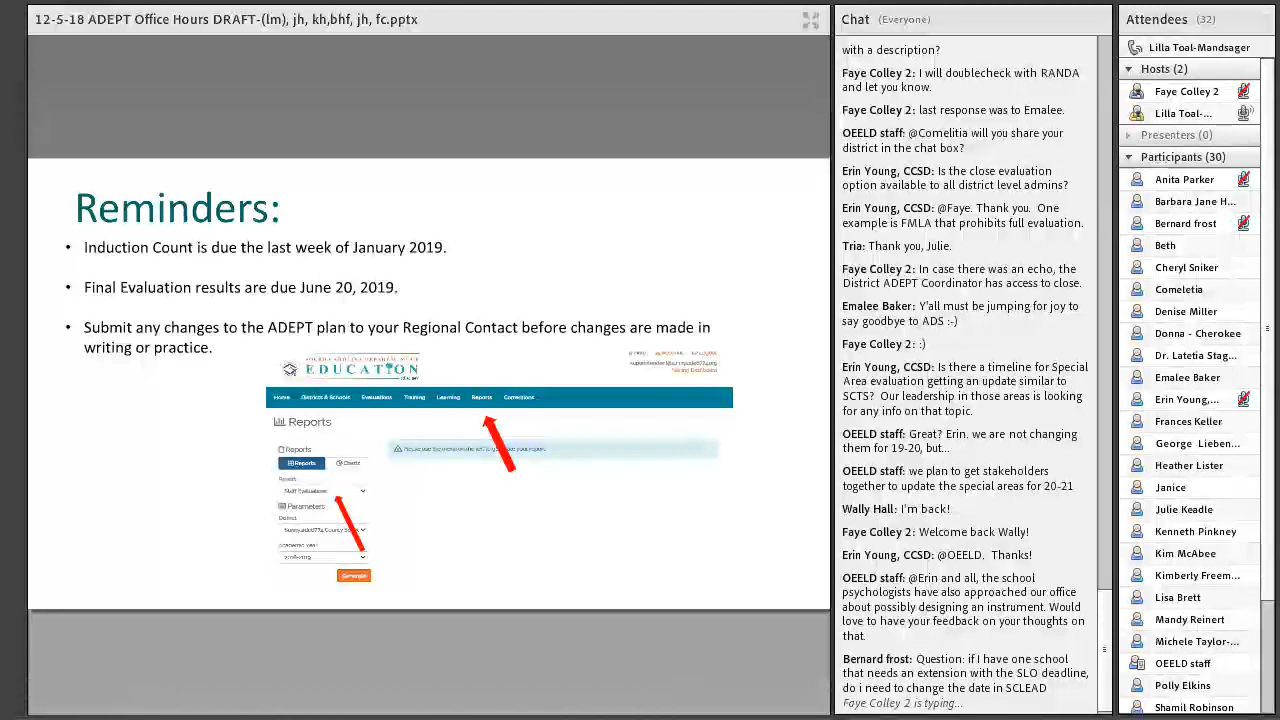 12-5-18 ADEPT Office Hours DRAFT-(lm), jh, kh,bhf, jh, fc.pptx
Reminders:
• Induction Count is due the last week of January 2019.
• Final Evaluation results are due June 20, 2019.
• Submit any changes to the ADEPT plan to your Regional Contact before changes are made in
writing or practice.
EDUCATION
Home Districts & Schools Evaluations Training Learning Reports Corrections
Reports
Reports
Reports Charts
Report
Staff Evaluations
Parameters
District
Academic Year
2018-2019
Generate
Chat (Everyone)
with a description?
Faye Colley 2: I will doublecheck with RANDA
and let you know.
Faye Colley 2: last response was to Emalee.
OEELD staff: @Comelitia will you share your
district in the chat box?
Erin Young, CCSD: Is the close evaluation
option available to all district level admins?
Erin Young, CCSD: @Faye. Thank you. One
example is FMLA that prohibits full evaluation.
Tria: Thank you, Julie.
Faye Colley 2: In case there was an echo, the
District ADEPT Coordinator has access to close.
Emalee Baker: Y'all must be jumping for joy to
say goodbye to ADS :-)
Faye Colley 2: :)
Erin Young, CCSD: Is there a timeline for Special
Area evaluation getting an update similar to
4.0? Our leadership in those areas is looking
for any info on that topic.
OEELD staff: Great? Erin. we are not changing
them for 19-20, but...
OEELD staff: we plan to get stakeholders
together to update the special areas for 20-21
Wally Hall: I'm back!
Faye Colley 2: Welcome back Wally!
Erin Young, CCSD: @OEELD. Thanks!
OEELD staff: @Erin and all, the school
psychologists have also approached our office
about possibly designing an instrument. Would
love to have your feedback on your thoughts on
that.
Bernard frost: Question: if I have one school
that needs an extension with the SLO deadline,
do i need to change the date in SCLEAD
Faye Colley 2 is typing...
Attendees (32)
Lilla Toal-Mandsager
Hosts (2)
Faye Colley 2
Lilla Toal-...
Presenters (0)
Participants (30)
Anita Parker
Barbara Jane H...
Bernard frost
Beth
Cheryl Sniker
Comeletia
Denise Miller
Donna - Cherokee
Dr. Latetia Stag...
Emalee Baker
Erin Young,...
Frances Keller
George Lieben...
Heather Lister
Janice
Julie Keadle
Kenneth Pinkney
Kim McAbee
Kimberly Freem...
Lisa Brett
Mandy Reinert
Michele Taylor-...
OEELD staff
Polly Elkins
Shamil Robinson